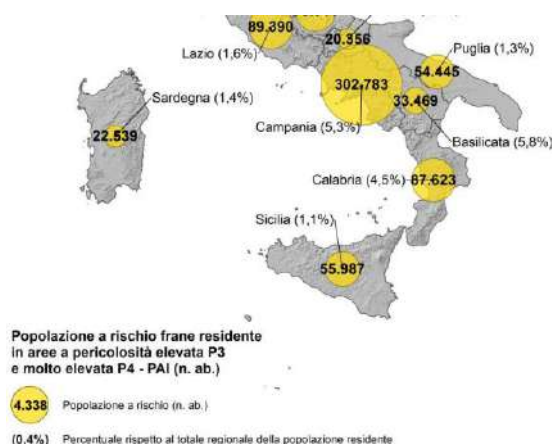 89.390
20.356
Lazio (1,6%)
Puglia (1,3%)
54.445
302.783
Sardegna (1,4%)
33.469
22.539
Campania (5,3%)
Basilicata (5,8%)
Calabria (4,5%)
87.623
Sicilia (1,1%)
55.987
Popolazione a rischio frane residente
in aree a pericolosità elevata P3
e molto elevata P4 - PAI (n. ab.)
4.338 Popolazione a rischio (n. ab.)
(0,4%) Percentuale rispetto al totale regionale della popolazione residente